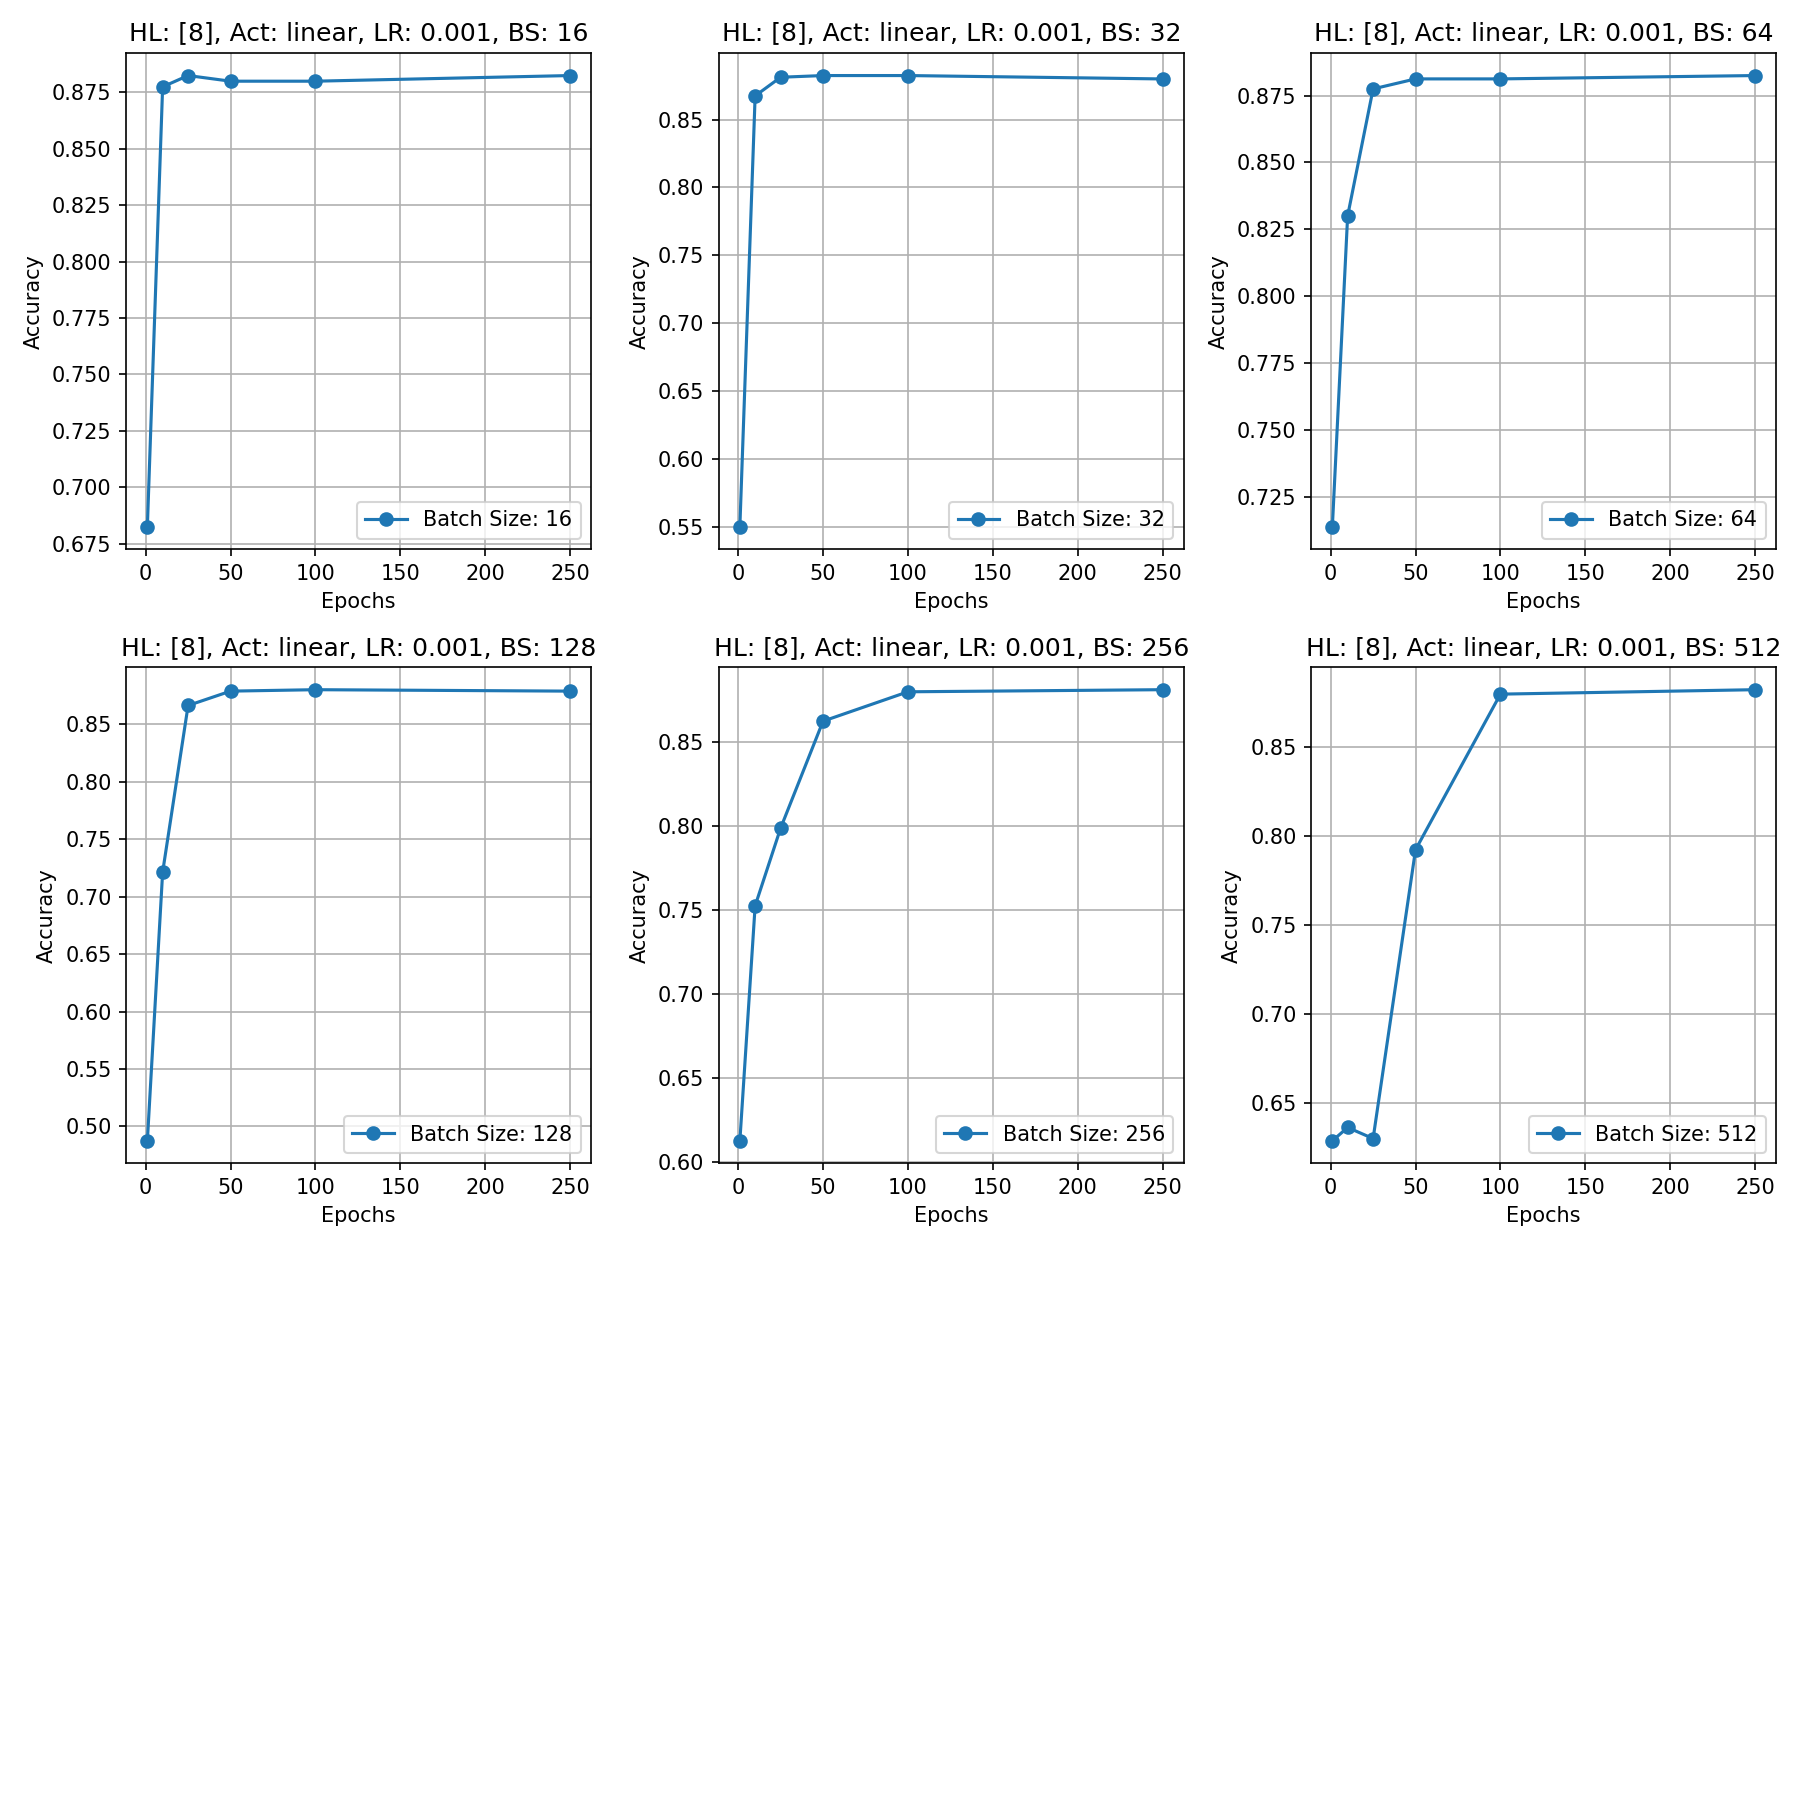 HL: [8], Act: linear, LR: 0.001, BS: 16
0.875
0.850
0.825
0.800
0.775
0.750
0.725
0.700
0.675
Accuracy
Batch Size: 16
0 50 100 150 200 250
Epochs
HL: [8], Act: linear, LR: 0.001, BS: 32
0.85
0.80
0.75
0.70
0.65
0.60
0.55
Accuracy
Batch Size: 32
0 50 100 150 200 250
Epochs
HL: [8], Act: linear, LR: 0.001, BS: 64
0.875
0.850
0.825
0.800
0.775
0.750
0.725
Accuracy
Batch Size: 64
0 50 100 150 200 250
Epochs
HL: [8], Act: linear, LR: 0.001, BS: 128
0.85
0.80
0.75
0.70
0.65
0.60
0.55
0.50
Accuracy
Batch Size: 128
0 50 100 150 200 250
Epochs
HL: [8], Act: linear, LR: 0.001, BS: 256
0.85
0.80
0.75
0.70
0.65
0.60
Accuracy
Batch Size: 256
0 50 100 150 200 250
Epochs
HL: [8], Act: linear, LR: 0.001, BS: 512
0.85
0.80
0.75
0.70
0.65
Accuracy
Batch Size: 512
0 50 100 150 200 250
Epochs